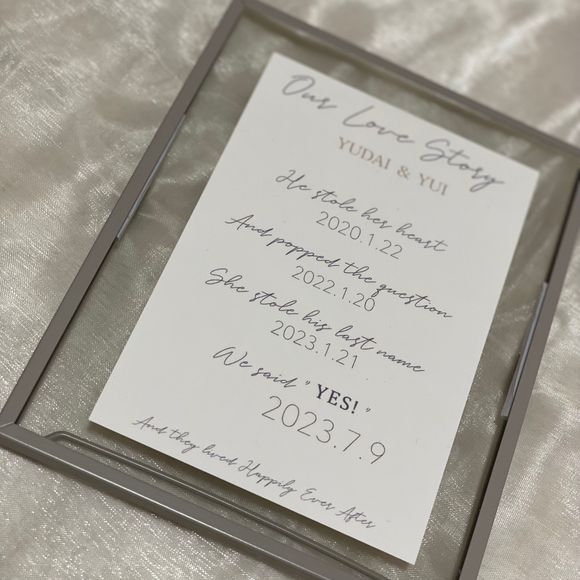 Our Love Story
YUDAI & YUI
He stole her heart
2020.1.22
And popped the question
2022.1.20
She stole his last name
2023.1.21
We said " YES! "
2023.7.9
And they lived Happily Ever After